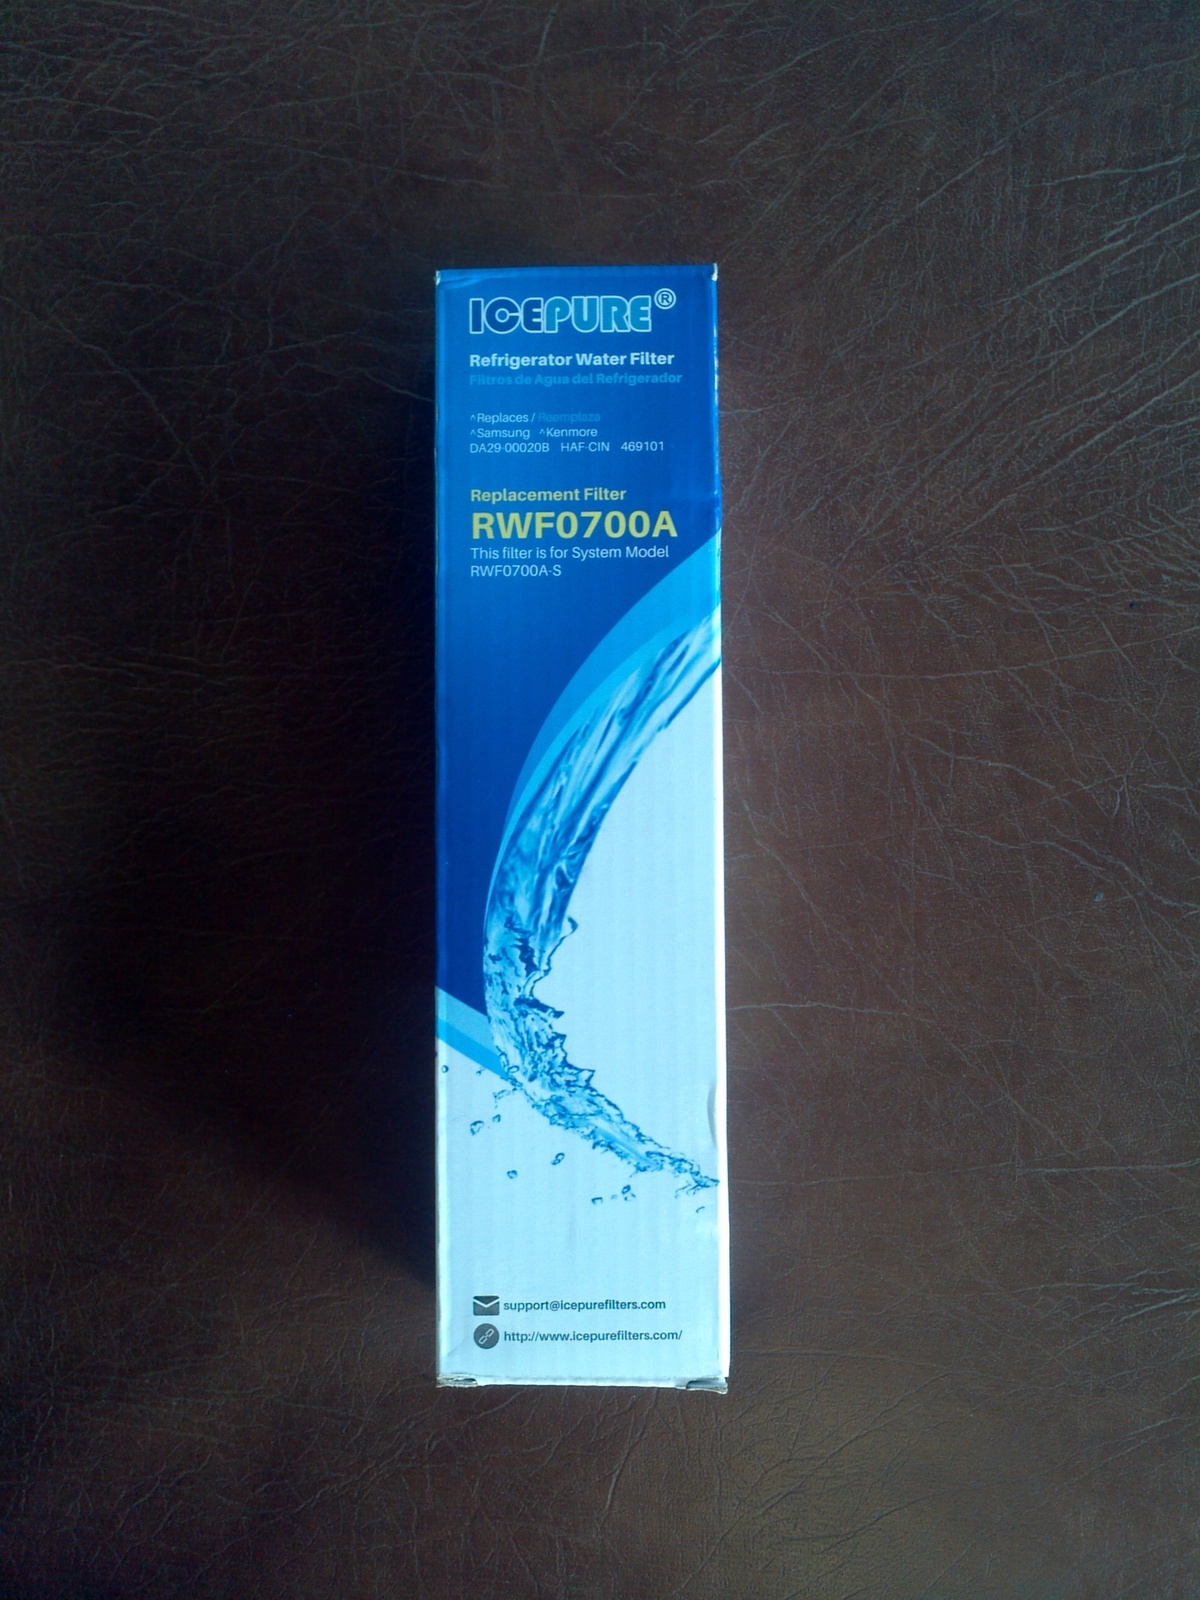 ICEPURE®
Refrigerator Water Filter
Filtros de Agua del Refrigerador
^Replaces / Reemplaza
^Samsung ^Kenmore
DA29-00020B HAF-CIN 469101
Replacement Filter
RWF0700A
This filter is for System Model
RWF0700A-S
support@icepurefilters.com
http://www.icepurefilters.com/